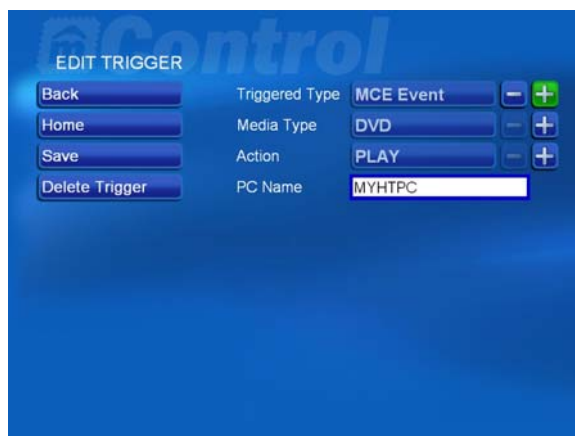 mControl
EDIT TRIGGER
Back
Home
Save
Delete Trigger
Triggered Type MCE Event - +
Media Type DVD - +
Action PLAY - +
PC Name MYHTPC